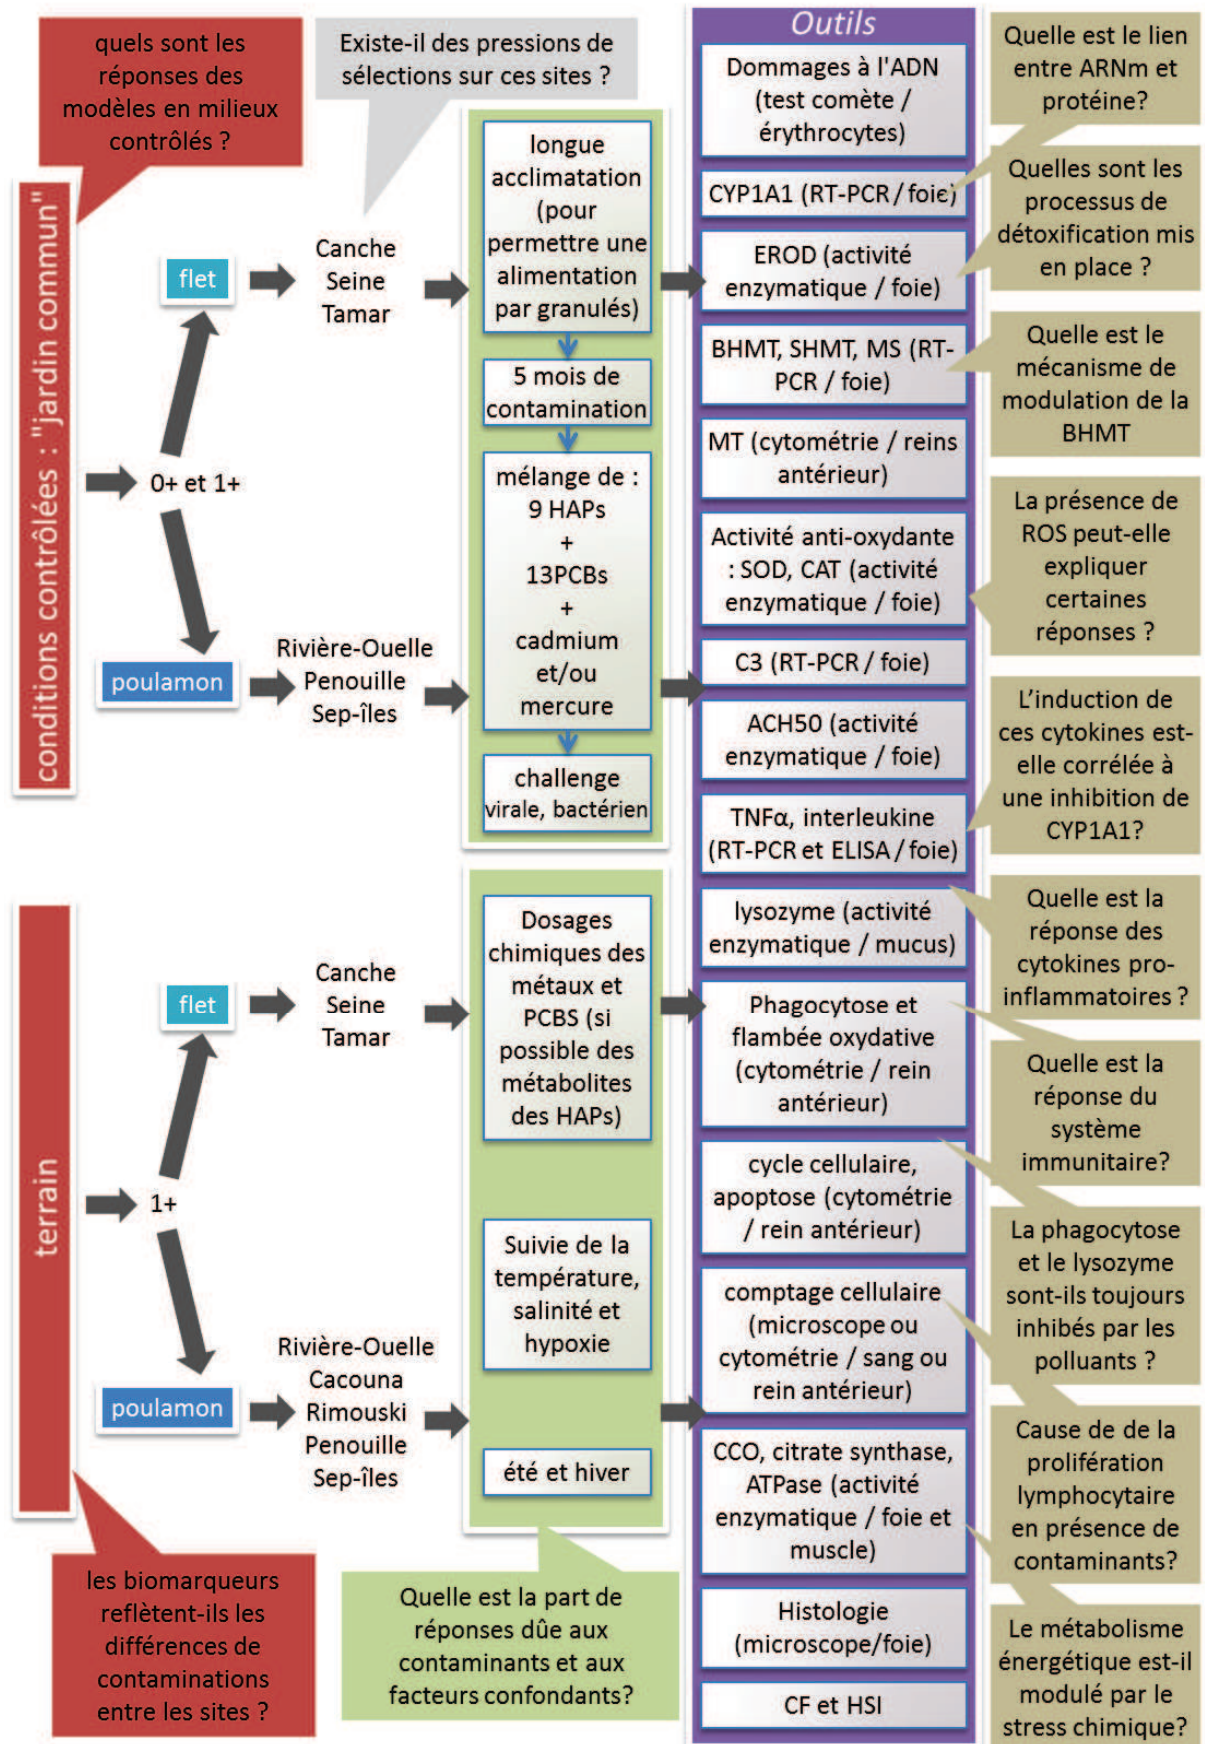 quels sont les
réponses des
modèles en milieux
contrôlés ?
Existe-il des pressions de
sélections sur ces sites ?
conditions contrôlées : "jardin commun"
0+ et 1+
flet
Canche
Seine
Tamar
poulamon
Rivière-Ouelle
Penouille
Sep-îles
longue
acclimatation
(pour
permettre une
alimentation
par granulés)
5 mois de
contamination
mélange de :
9 HAPs
+
13PCBs
+
cadmium
et/ou
mercure
challenge
virale, bactérien
terrain
1+
flet
Canche
Seine
Tamar
poulamon
Rivière-Ouelle
Cacouna
Rimouski
Penouille
Sep-îles
Dosages
chimiques des
métaux et
PCBS (si
possible des
métabolites
des HAPs)
Suivie de la
température,
salinité et
hypoxie
été et hiver
les biomarqueurs
reflètent-ils les
différences de
contaminations
entre les sites ?
Quelle est la part de
réponses dûe aux
contaminants et aux
facteurs confondants?
Outils
Dommages à l'ADN
(test comète /
érythrocytes)
CYP1A1 (RT-PCR / foie)
EROD (activité
enzymatique / foie)
BHMT, SHMT, MS (RT-
PCR / foie)
MT (cytométrie / reins
antérieur)
Activité anti-oxydante
: SOD, CAT (activité
enzymatique / foie)
C3 (RT-PCR / foie)
ACH50 (activité
enzymatique / foie)
TNFα, interleukine
(RT-PCR et ELISA / foie)
lysozyme (activité
enzymatique / mucus)
Phagocytose et
flambée oxydative
(cytométrie / rein
antérieur)
cycle cellulaire,
apoptose (cytométrie
/ rein antérieur)
comptage cellulaire
(microscope ou
cytométrie / sang ou
rein antérieur)
CCO, citrate synthase,
ATPase (activité
enzymatique / foie et
muscle)
Histologie
(microscope/foie)
CF et HSI
Quelle est le lien
entre ARNm et
protéine?
Quelles sont les
processus de
détoxification mis
en place ?
Quelle est le
mécanisme de
modulation de la
BHMT
La présence de
ROS peut-elle
expliquer
certaines
réponses ?
L'induction de
ces cytokines est-
elle corrélée à
une inhibition de
CYP1A1?
Quelle est la
réponse des
cytokines pro-
inflammatoires ?
Quelle est la
réponse du
système
immunitaire?
La phagocytose
et le lysozyme
sont-ils toujours
inhibés par les
polluants ?
Cause de de la
prolifération
lymphocytaire
en présence de
contaminants?
Le métabolisme
énergétique est-il
modulé par le
stress chimique?